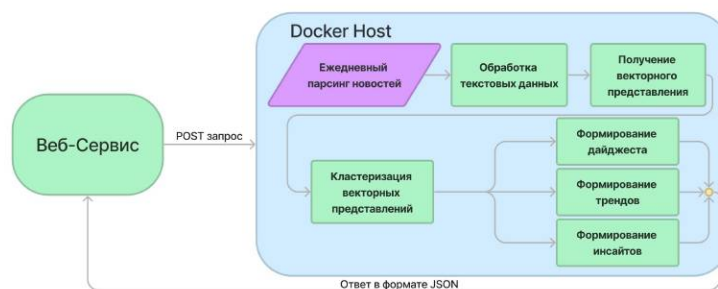 Docker Host
Ежедневный
парсинг новостей
Обработка
текстовых данных
Получение
векторного
представления
Веб-Сервис
POST запрос
Кластеризация
векторных
представлений
Формирование
дайджеста
Формирование
трендов
Формирование
инсайтов
Ответ в формате JSON